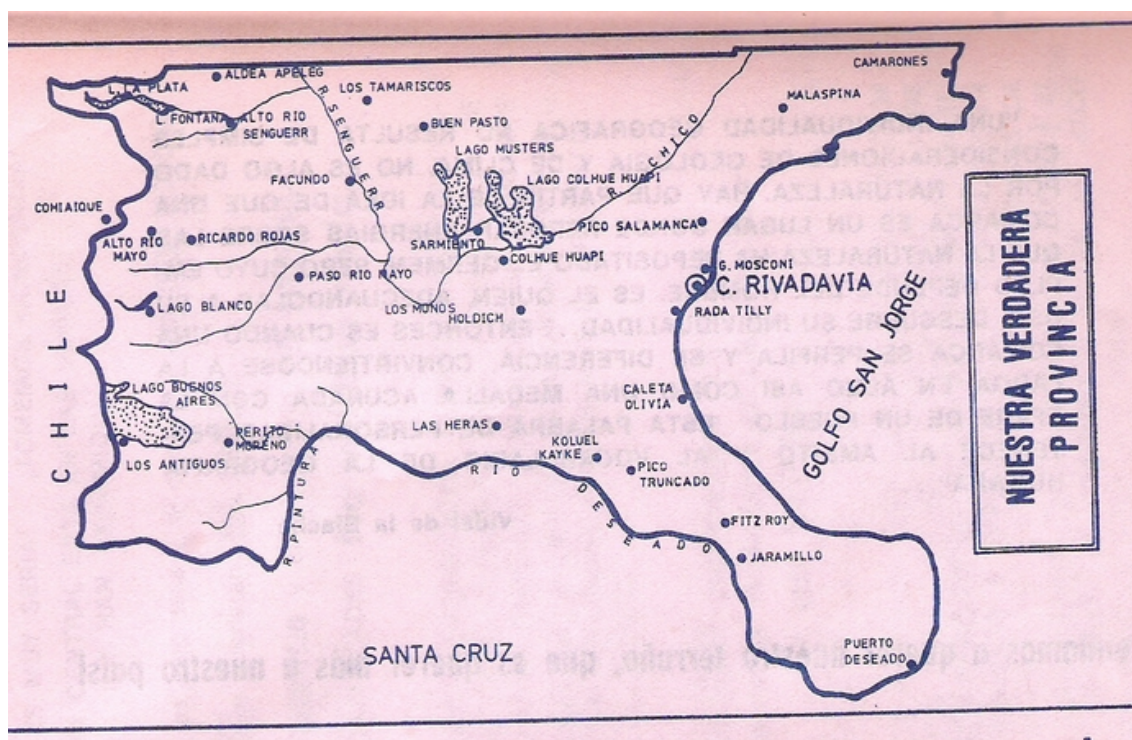 CAMARONES
ALDEA APELEG
L. LA PLATA
LOS TAMARISCOS
MALASPINA
L. FONTANA
ALTO RIO
SENGUERR
BUEN PASTO
R SENGUERR
LAGO MUSTERS
R CHICO
LAGO COLHUE HUAPI
FACUNDO
COHIAIQUE
PICO SALAMANCA
ALTO RIO
MAYO
RICARDO ROJAS
SARMIENTO
COLHUE HUAPI
G. MOSCONI
PASO RIO MAYO
C. RIVADAVIA
LAGO BLANCO
LOS MONOS
HOLDICH
RADA TILLY
CHILE
GOLFO SAN JORGE
NUESTRA VERDADERA
PROVINCIA
LAGO BUENOS
AIRES
CALETA
OLIVIA
LAS HERAS
PERITO
MORENO
LOS ANTIGUOS
KOLUEL
KAYKE
RIO DESEADO
PICO
TRUNCADO
R PINTURA
FITZ ROY
JARAMILLO
SANTA CRUZ
PUERTO
DESEADO